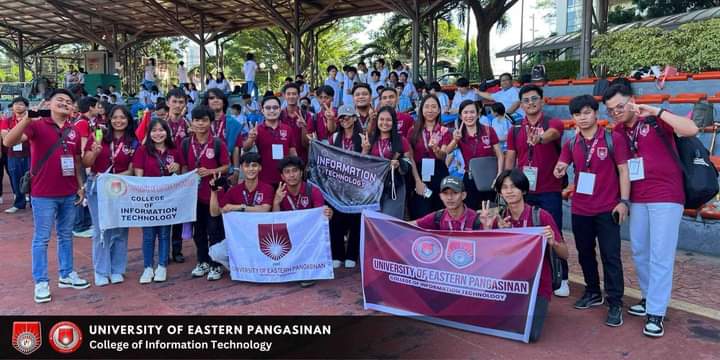 INFORMATION
TECHNOLOGY
COLLEGE of
INFORMATION TECHNOLOGY
UNIVERSITY OF EASTERN PANGASINAN
UNIVERSITY OF EASTERN PANGASINAN
COLLEGE OF INFORMATION TECHNOLOGY
UNIVERSITY OF EASTERN PANGASINAN
College of Information Technology